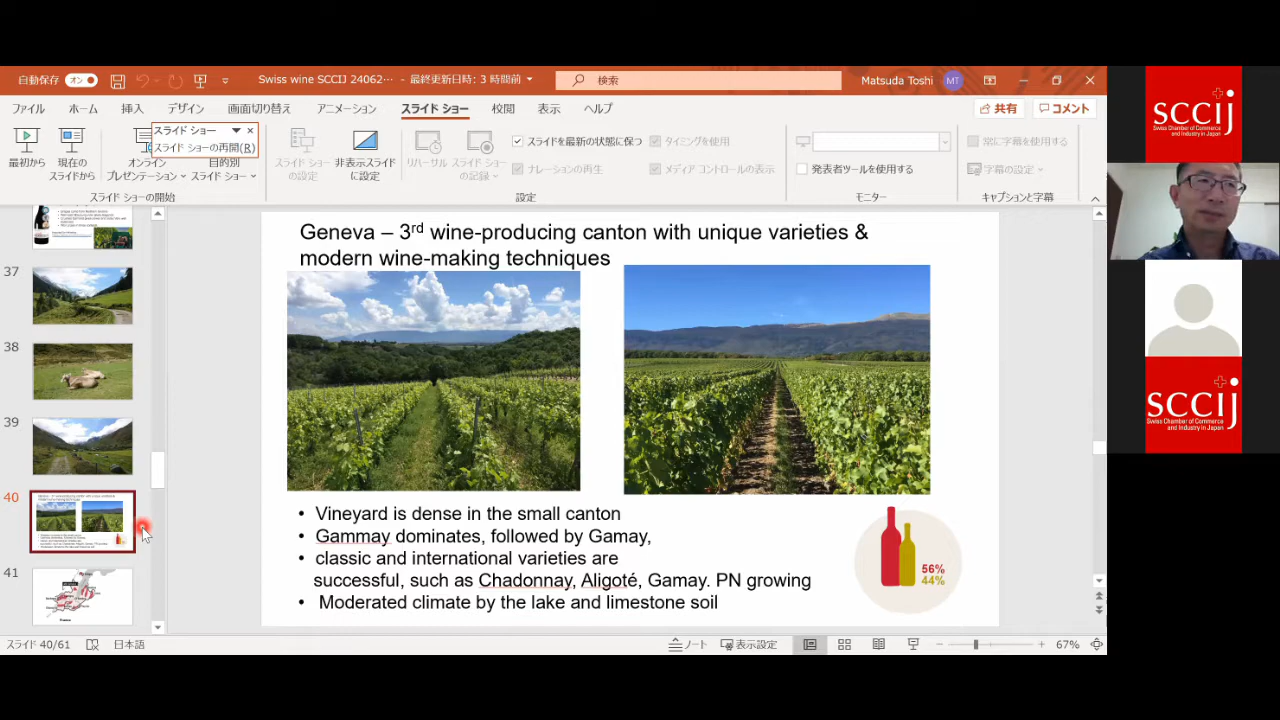 自動保存 オン Swiss wine SCCIJ 24062… - 最終更新日時: 3 時間前 検索 Matsuda Toshi MT
ファイル ホーム 挿入 デザイン 画面切り替え アニメーション スライド ショー 校閲 表示 ヘルプ 共有 コメント
スライド ショー
スライド ショーの再開(R)
最初から 現在の スライドから オンライン プレゼンテーション 目的別 スライド ショー スライド ショー の設定 非表示スライド に設定 リハーサル スライド ショー の記録
スライドを最新の状態に保つ タイミングを使用
ナレーションの再生 メディア コントロールの表示
発表者ツールを使用する
常に字幕を使用する
字幕の設定
スライド ショーの開始 設定 モニター キャプションと字幕
37
38
39
40
41
Geneva – 3rd wine-producing canton with unique varieties &
modern wine-making techniques
• Vineyard is dense in the small canton
• Gammay dominates followed by Gamay,
• classic and international varieties are
successful, such as Chadonnay, Aligoté, Gamay. PN growing
• Moderated climate by the lake and limestone soil
56%
44%
スライド 40/61 日本語 ノート 表示設定 67%
SCCIJ
Swiss Chamber of Commerce
and Industry in Japan
SCCIJ
Swiss Chamber of Commerce
and Industry in Japan